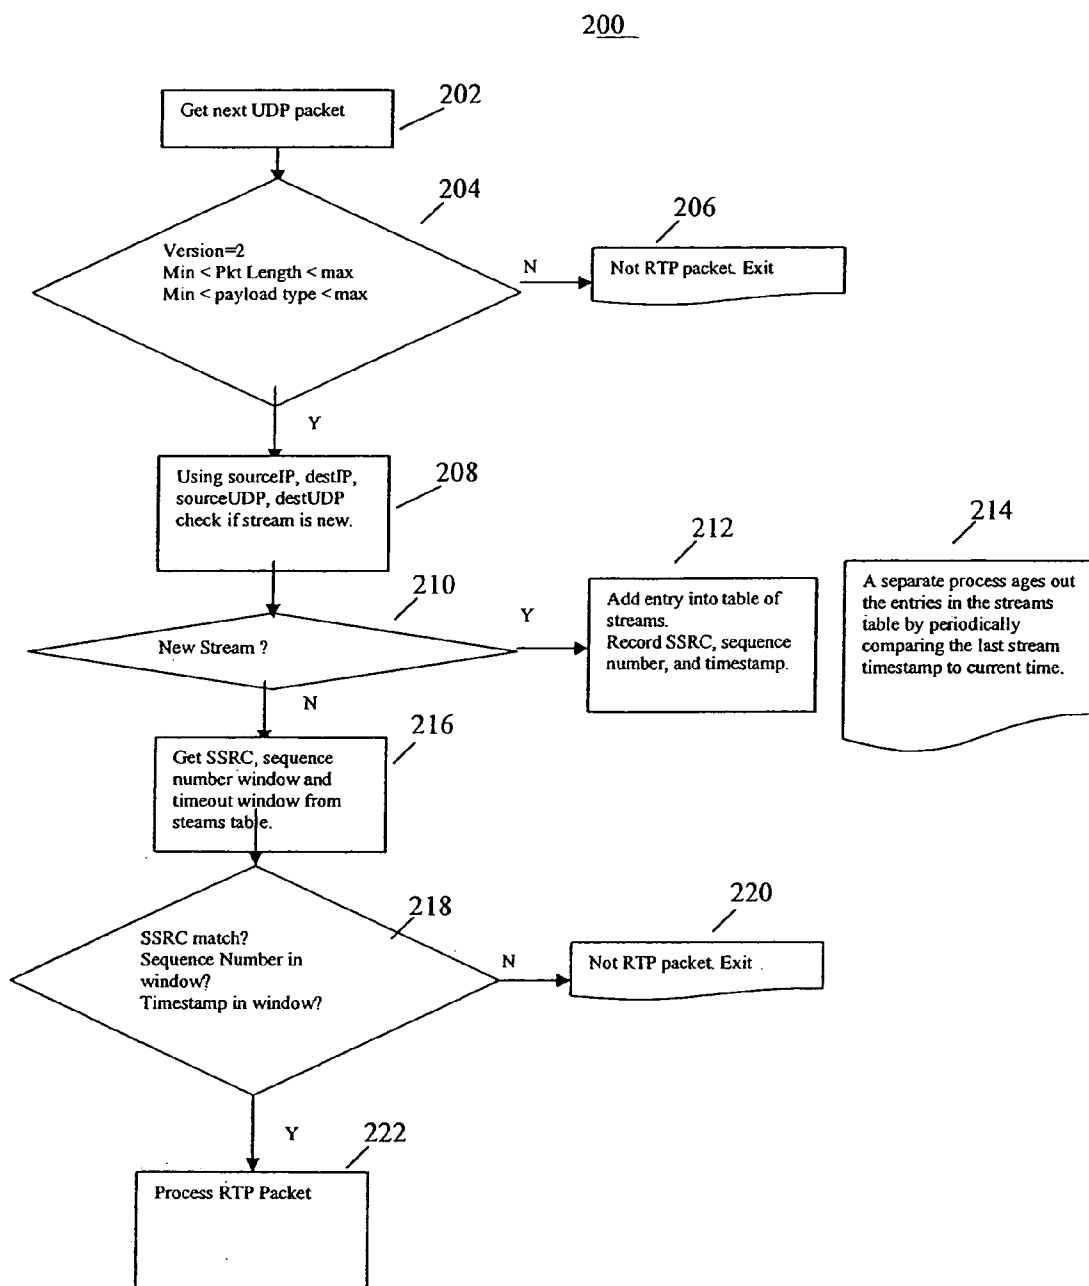 200
Get next UDP packet
202
204
Version=2
Min < Pkt Length < max
Min < payload type < max
N
206
Not RTP packet. Exit
Y
Using sourceIP, destIP,
sourceUDP, destUDP
check if stream is new.
208
210
New Stream ?
Y
212
Add entry into table of
streams.
Record SSRC, sequence
number, and timestamp.
214
A separate process ages out
the entries in the streams
table by periodically
comparing the last stream
timestamp to current time.
N
216
Get SSRC, sequence
number window and
timeout window from
steams table.
218
SSRC match?
Sequence Number in
window?
Timestamp in window?
N
220
Not RTP packet. Exit
Y
222
Process RTP Packet